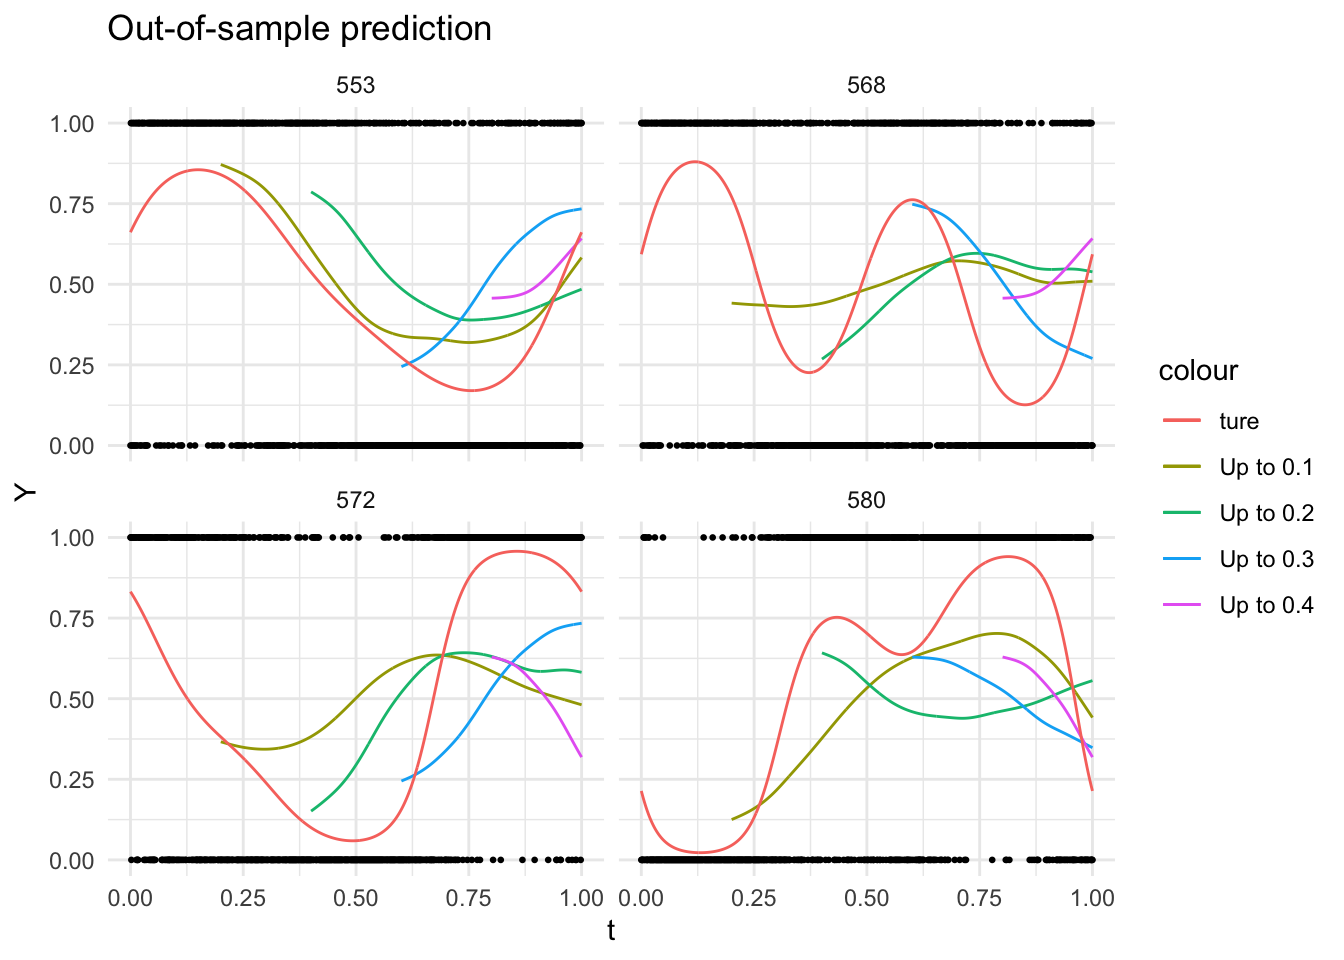 Out-of-sample prediction
553
568
1.00
0.75
0.50
0.25
0.00
572
580
1.00
0.75
0.50
0.25
0.00
0.00 0.25 0.50 0.75 1.00 0.00 0.25 0.50 0.75 1.00
t
Y
colour
ture
Up to 0.1
Up to 0.2
Up to 0.3
Up to 0.4